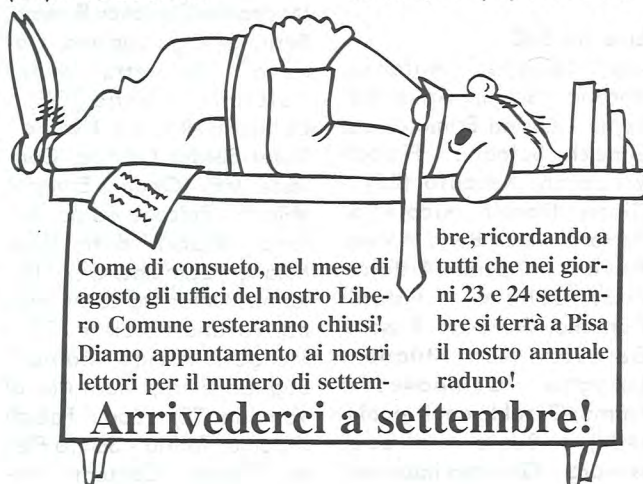 Come di consueto, nel mese di
agosto gli uffici del nostro Libe-
ro Comune resteranno chiusi!
Diamo appuntamento ai nostri
lettori per il numero di settem-
bre, ricordando a
tutti che nei gior-
ni 23 e 24 settem-
bre si terrà a Pisa
il nostro annuale
raduno!
Arrivederci a settembre!